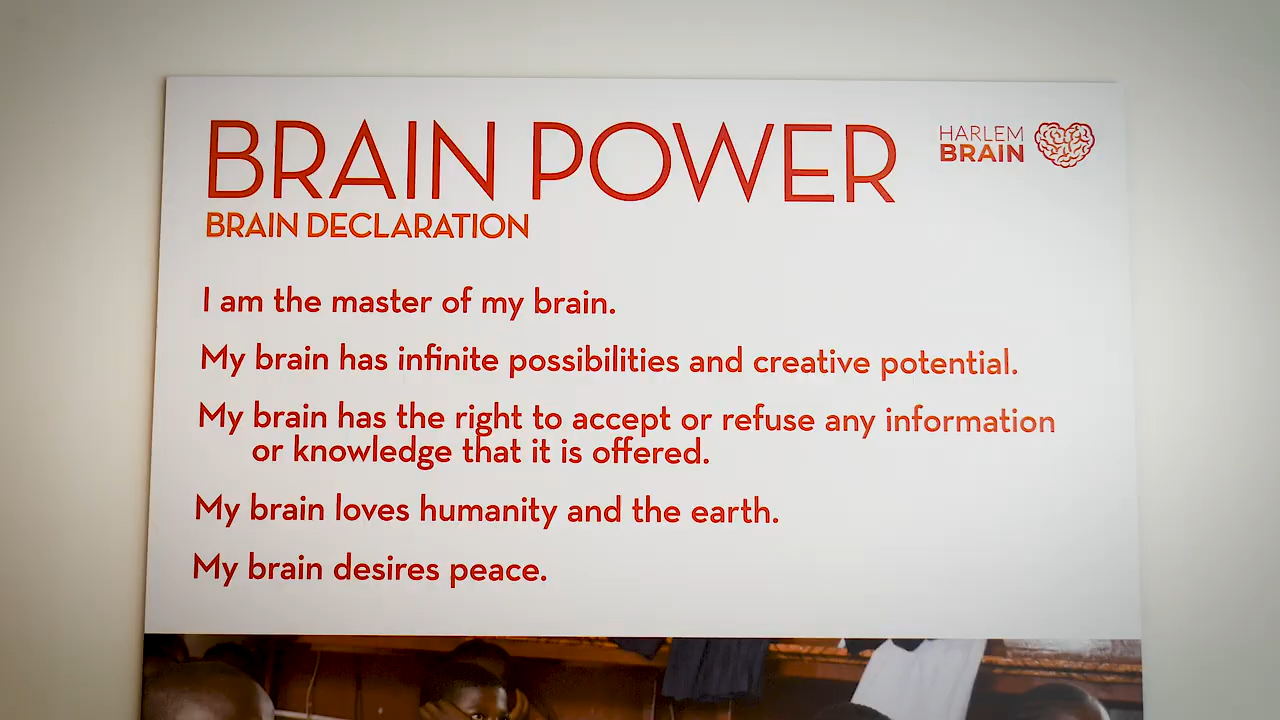 BRAIN POWER
HARLEM
BRAIN
BRAIN DECLARATION
I am the master of my brain.
My brain has infinite possibilities and creative potential.
My brain has the right to accept or refuse any information
or knowledge that it is offered.
My brain loves humanity and the earth.
My brain desires peace.